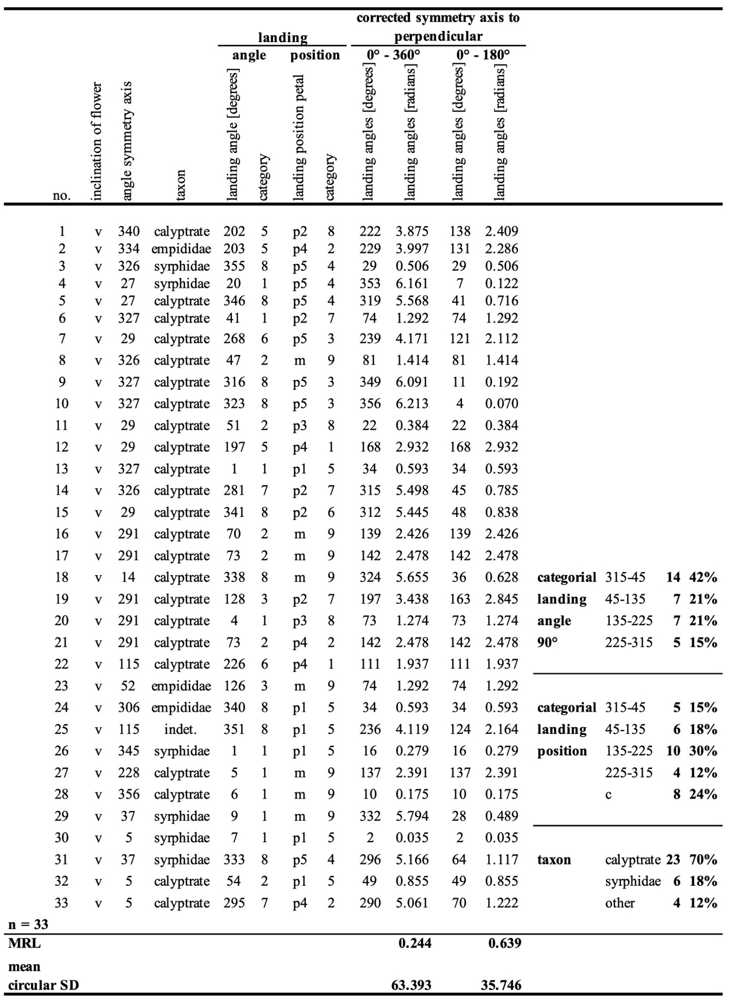 corrected symmetry axis to
landing perpendicular
angle position 0° - 360° 0° - 180°
no. inclination of flower angle symmetry axis taxon landing angle [degrees] category landing position petal category landing angles [degrees] landing angles [radians] landing angles [degrees] landing angles [radians]
1 v 340 calyptrate 202 5 p2 8 222 3.875 138 2.409
2 v 334 empididae 203 5 p4 2 229 3.997 131 2.286
3 v 326 syrphidae 355 8 p5 4 29 0.506 29 0.506
4 v 27 syrphidae 20 1 p5 4 353 6.161 7 0.122
5 v 27 calyptrate 346 8 p5 4 319 5.568 41 0.716
6 v 327 calyptrate 41 1 p2 7 74 1.292 74 1.292
7 v 29 calyptrate 268 6 p5 3 239 4.171 121 2.112
8 v 326 calyptrate 47 2 m 9 81 1.414 81 1.414
9 v 327 calyptrate 316 8 p5 3 349 6.091 11 0.192
10 v 327 calyptrate 323 8 p5 3 356 6.213 4 0.070
11 v 29 calyptrate 51 2 p3 8 22 0.384 22 0.384
12 v 29 calyptrate 197 5 p4 1 168 2.932 168 2.932
13 v 327 calyptrate 1 1 p1 5 34 0.593 34 0.593
14 v 326 calyptrate 281 7 p2 7 315 5.498 45 0.785
15 v 29 calyptrate 341 8 p2 6 312 5.445 48 0.838
16 v 291 calyptrate 70 2 m 9 139 2.426 139 2.426
17 v 291 calyptrate 73 2 m 9 142 2.478 142 2.478
18 v 14 calyptrate 338 8 m 9 324 5.655 36 0.628 categorial 315-45 14 42%
19 v 291 calyptrate 128 3 p2 7 197 3.438 163 2.845 landing 45-135 7 21%
20 v 291 calyptrate 4 1 p3 8 73 1.274 73 1.274 angle 135-225 7 21%
21 v 291 calyptrate 73 2 p4 2 142 2.478 142 2.478 90° 225-315 5 15%
22 v 115 calyptrate 226 6 p4 1 111 1.937 111 1.937
23 v 52 empididae 126 3 m 9 74 1.292 74 1.292
24 v 306 empididae 340 8 p1 5 34 0.593 34 0.593 categorial 315-45 5 15%
25 v 115 indet. 351 8 p1 5 236 4.119 124 2.164 landing 45-135 6 18%
26 v 345 syrphidae 1 1 p1 5 16 0.279 16 0.279 position 135-225 10 30%
27 v 228 calyptrate 5 1 m 9 137 2.391 137 2.391 225-315 4 12%
28 v 356 calyptrate 6 1 m 9 10 0.175 10 0.175 c 8 24%
29 v 37 syrphidae 9 1 m 9 332 5.794 28 0.489
30 v 5 syrphidae 7 1 p1 5 2 0.035 2 0.035
31 v 37 syrphidae 333 8 p5 4 296 5.166 64 1.117 taxon calyptrate 23 70%
32 v 5 calyptrate 54 2 p1 5 49 0.855 49 0.855 syrphidae 6 18%
33 v 5 calyptrate 295 7 p4 2 290 5.061 70 1.222 other 4 12%
n = 33
MRL 0.244 0.639
mean
circular SD 63.393 35.746